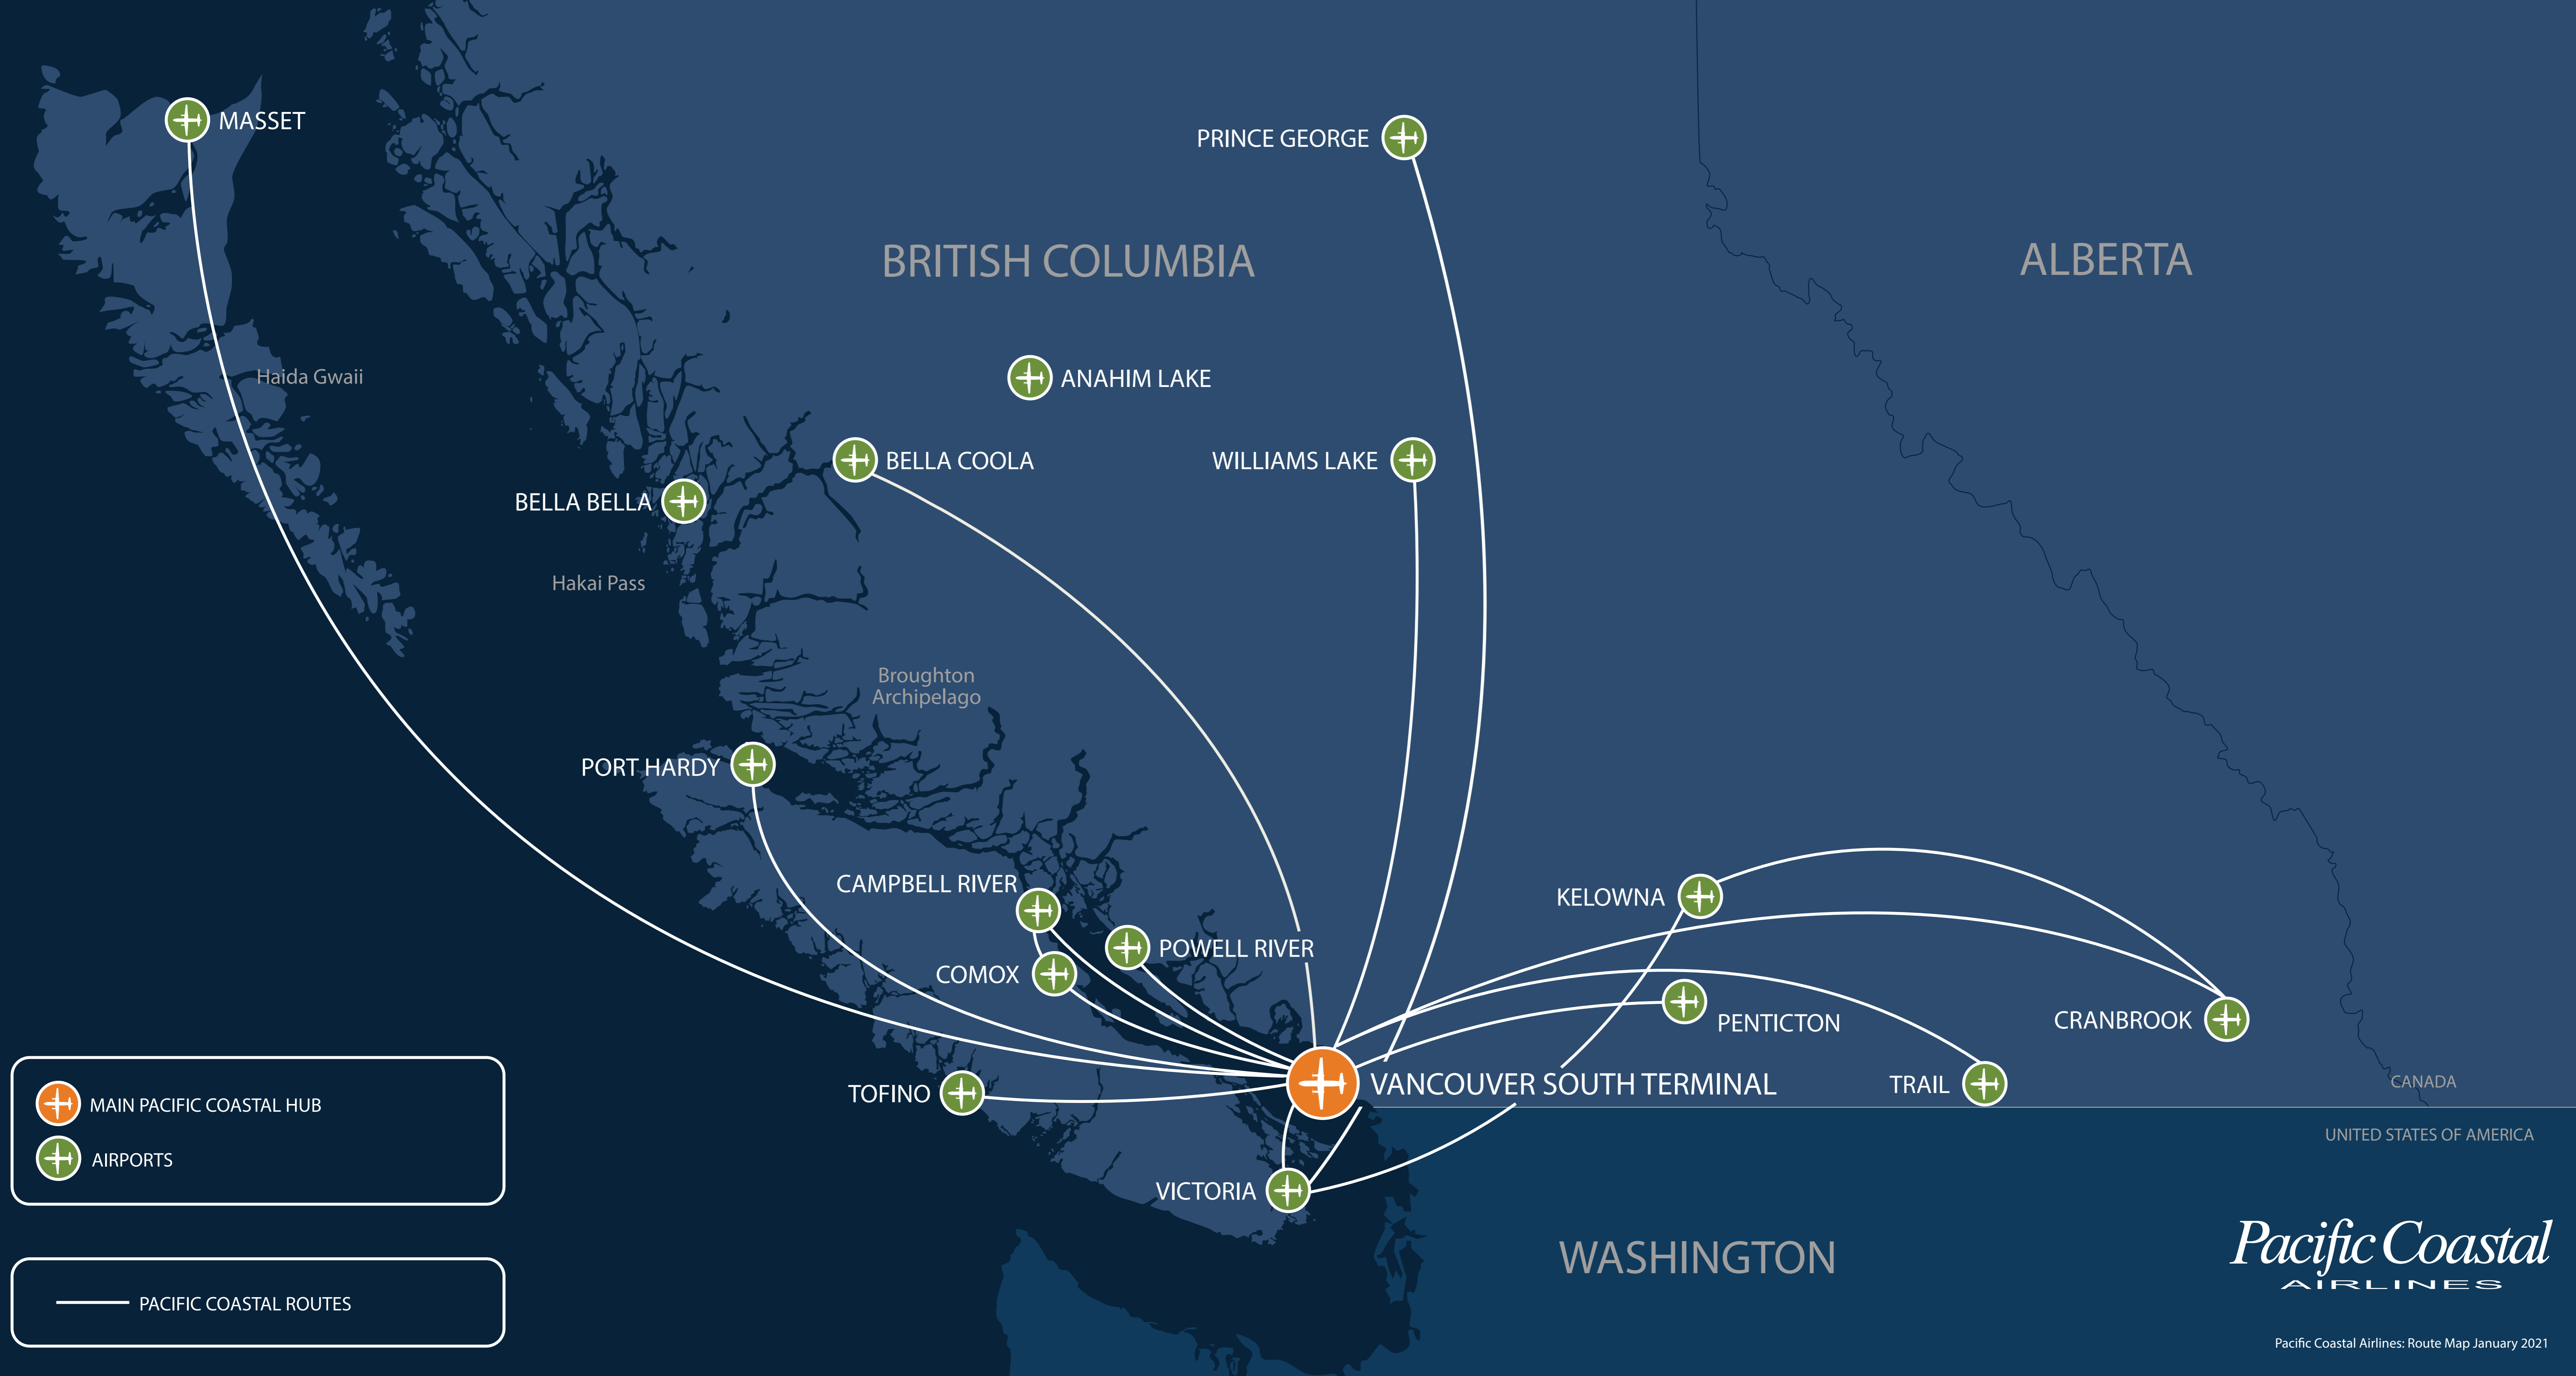 MASSET
PRINCE GEORGE
BRITISH COLUMBIA
ALBERTA
Haida Gwaii
ANAHIM LAKE
BELLA COOLA
WILLIAMS LAKE
BELLA BELLA
Hakai Pass
Broughton
Archipelago
PORT HARDY
CAMPBELL RIVER
KELOWNA
POWELL RIVER
COMOX
PENTICTON
CRANBROOK
TOFINO
VANCOUVER SOUTH TERMINAL
TRAIL
CANADA
MAIN PACIFIC COASTAL HUB
AIRPORTS
UNITED STATES OF AMERICA
VICTORIA
WASHINGTON
Pacific Coastal
AIRLINES
PACIFIC COASTAL ROUTES
Pacific Coastal Airlines: Route Map January 2021